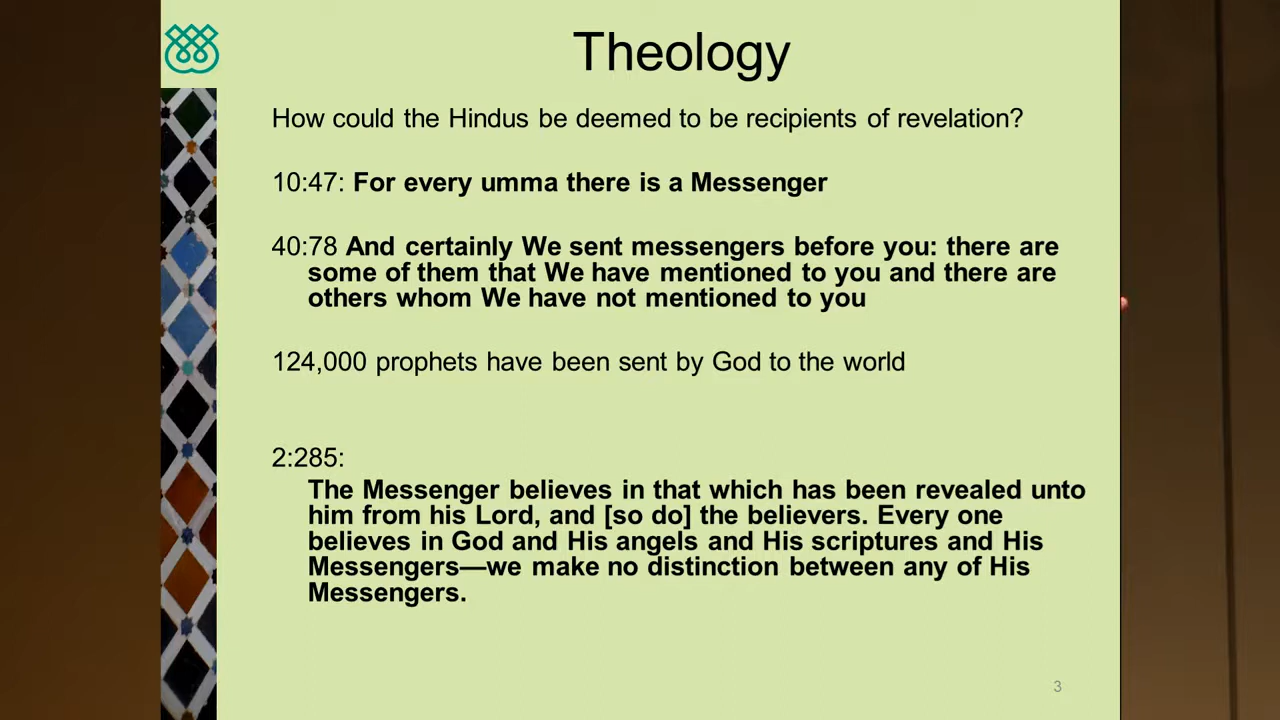 Theology
How could the Hindus be deemed to be recipients of revelation?
10:47: For every umma there is a Messenger
40:78 And certainly We sent messengers before you: there are
some of them that We have mentioned to you and there are
others whom We have not mentioned to you
124,000 prophets have been sent by God to the world
2:285:
The Messenger believes in that which has been revealed unto
him from his Lord, and [so do] the believers. Every one
believes in God and His angels and His scriptures and His
Messengers—we make no distinction between any of His
Messengers.
3